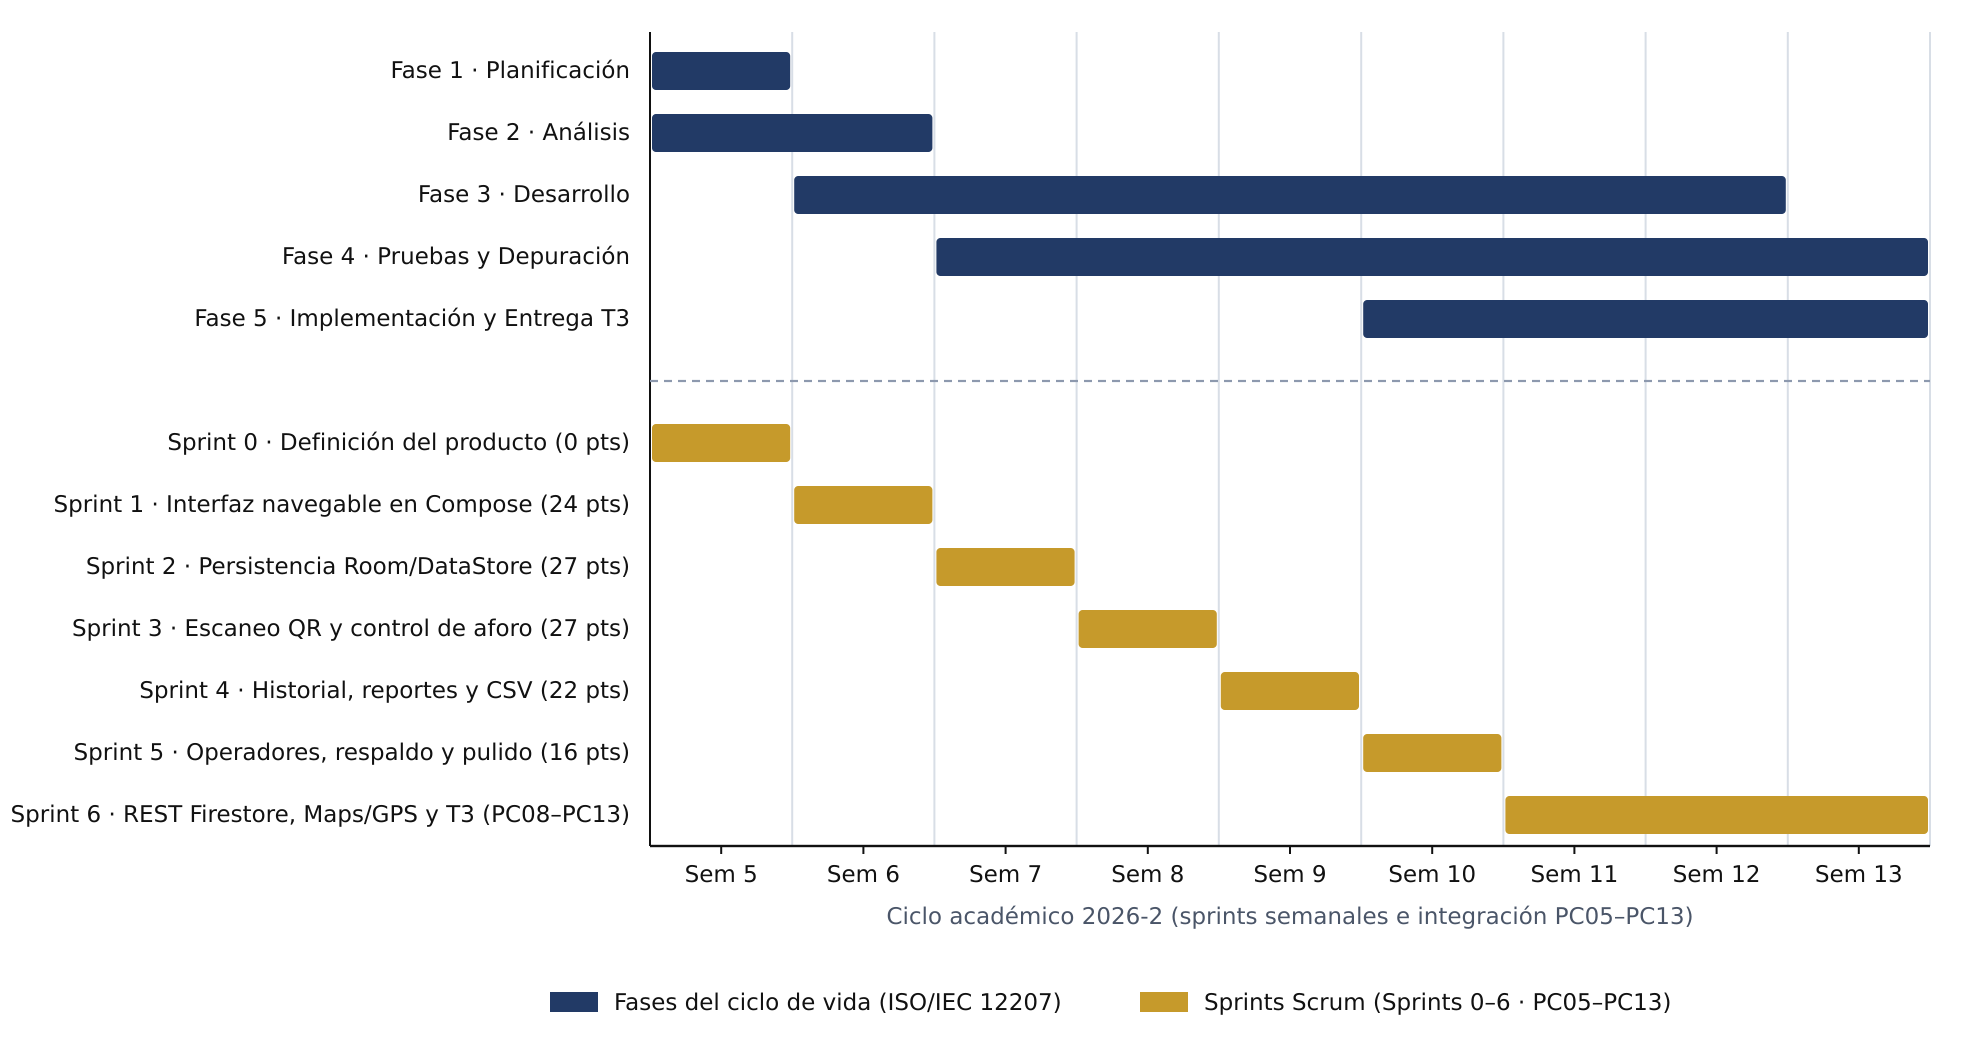 Fase 1 · Planificación
Fase 2 · Análisis
Fase 3 · Desarrollo
Fase 4 · Pruebas y Depuración
Fase 5 · Implementación y Entrega T3
Sprint 0 · Definición del producto (0 pts)
Sprint 1 · Interfaz navegable en Compose (24 pts)
Sprint 2 · Persistencia Room/DataStore (27 pts)
Sprint 3 · Escaneo QR y control de aforo (27 pts)
Sprint 4 · Historial, reportes y CSV (22 pts)
Sprint 5 · Operadores, respaldo y pulido (16 pts)
Sprint 6 · REST Firestore, Maps/GPS y T3 (PC08–PC13)
Sem 5 Sem 6 Sem 7 Sem 8 Sem 9 Sem 10 Sem 11 Sem 12 Sem 13
Ciclo académico 2026-2 (sprints semanales e integración PC05–PC13)
Fases del ciclo de vida (ISO/IEC 12207) Sprints Scrum (Sprints 0–6 · PC05–PC13)